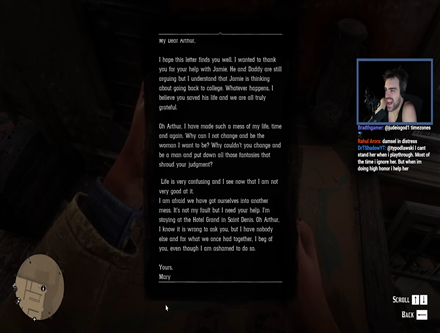 My Dear Arthur,
I hope this letter finds you well. I wanted to thank
you for your help with Jamie. He and Daddy are still
arguing but I understand that Jamie is thinking
about going back to college. Whatever happens, I
believe you saved his life and we are all truly
grateful.
Oh Arthur, I have made such a mess of my life, time
and again. Why can I not change and be the
woman I want to be? Why couldn't you change and
be a man and put down all those fantasies that
shroud your judgment?
Life is very confusing and I see now that I am not
very good at it.
I am afraid we have got ourselves into another
mess. It's not my fault but I need your help. I'm
staying at the Hotel Grand in Saint Denis. Oh Arthur,
I know it is wrong to ask you, but I have nobody
else and for what we once had together, I beg of
you, even though I am ashamed to do so.
Yours,
Mary
Bradthgamer: @judeisgod1 timezones
Rahul Arora: damsel in distress
DrTShadowYT: @typodlawski I cant
stand her when i playthrough. Most
of the time i ignore her. But when im
doing high honor i help her
SCROLL
BACK